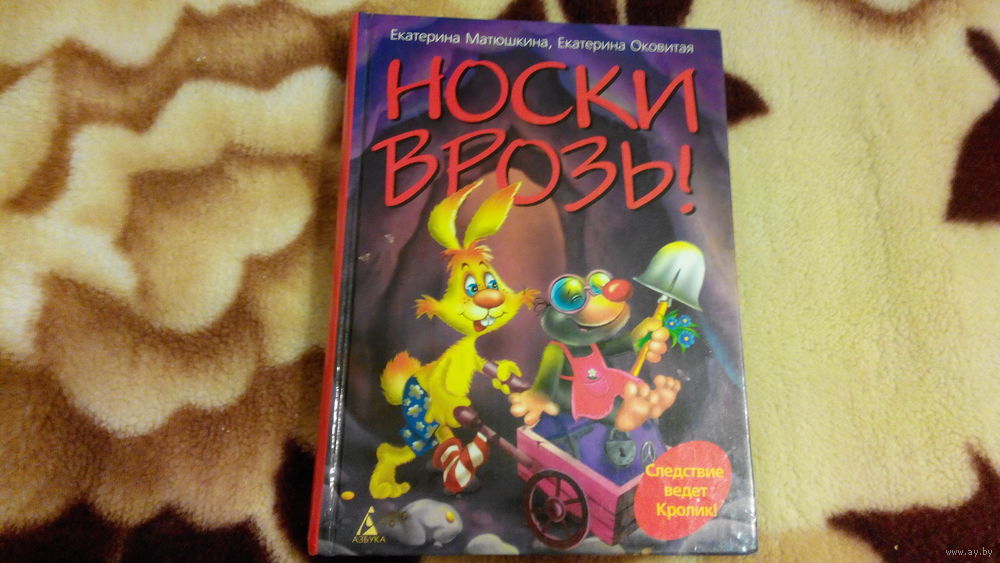 Екатерина Матюшкина, Екатерина Оковитая
НОСКИ
ВРОЗЬ!
Следствие
ведет
Кролик!
АЗБУКА
www.ay.by